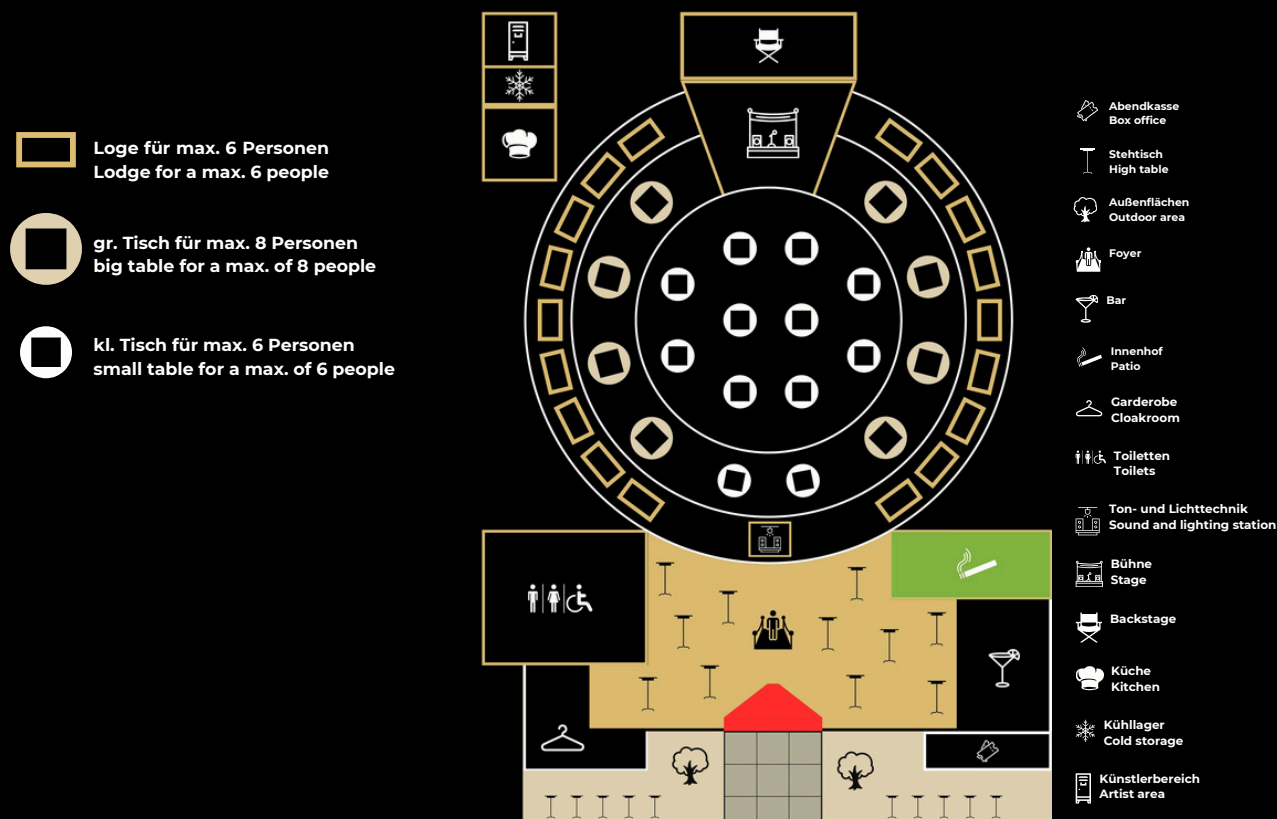 Loge für max. 6 Personen
Lodge for a max. 6 people
gr. Tisch für max. 8 Personen
big table for a max. of 8 people
kl. Tisch für max. 6 Personen
small table for a max. of 6 people
Abendkasse
Box office
Stehtisch
High table
Außenflächen
Outdoor area
Foyer
Bar
Innenhof
Patio
Garderobe
Cloakroom
Toiletten
Toilets
Ton- und Lichttechnik
Sound and lighting station
Bühne
Stage
Backstage
Küche
Kitchen
Kühllager
Cold storage
Künstlerbereich
Artist area